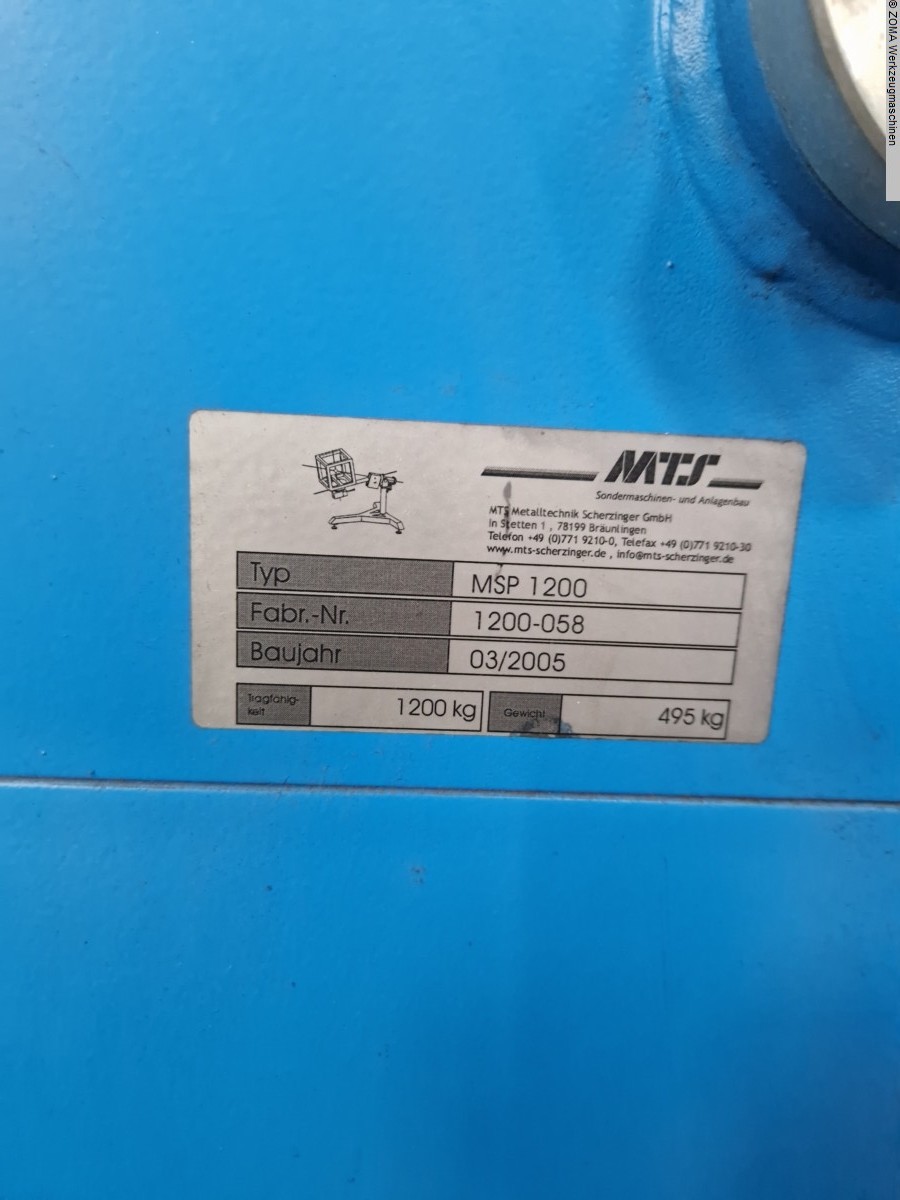 MTS
Sondermaschinen- und Anlagenbau
MTS Metalltechnik Scherzinger GmbH
In Stetten 1 , 78199 Bräunlingen
Telefon +49 (0)771 9210-0, Telefax +49 (0)771 9210-30
www.mts-scherzinger.de , info@mts-scherzinger.de
Typ MSP 1200
Fabr.-Nr. 1200-058
Baujahr 03/2005
Tragfähig-
keit 1200 kg Gewicht 495 kg
® ZOMA Werkzeugmaschinen